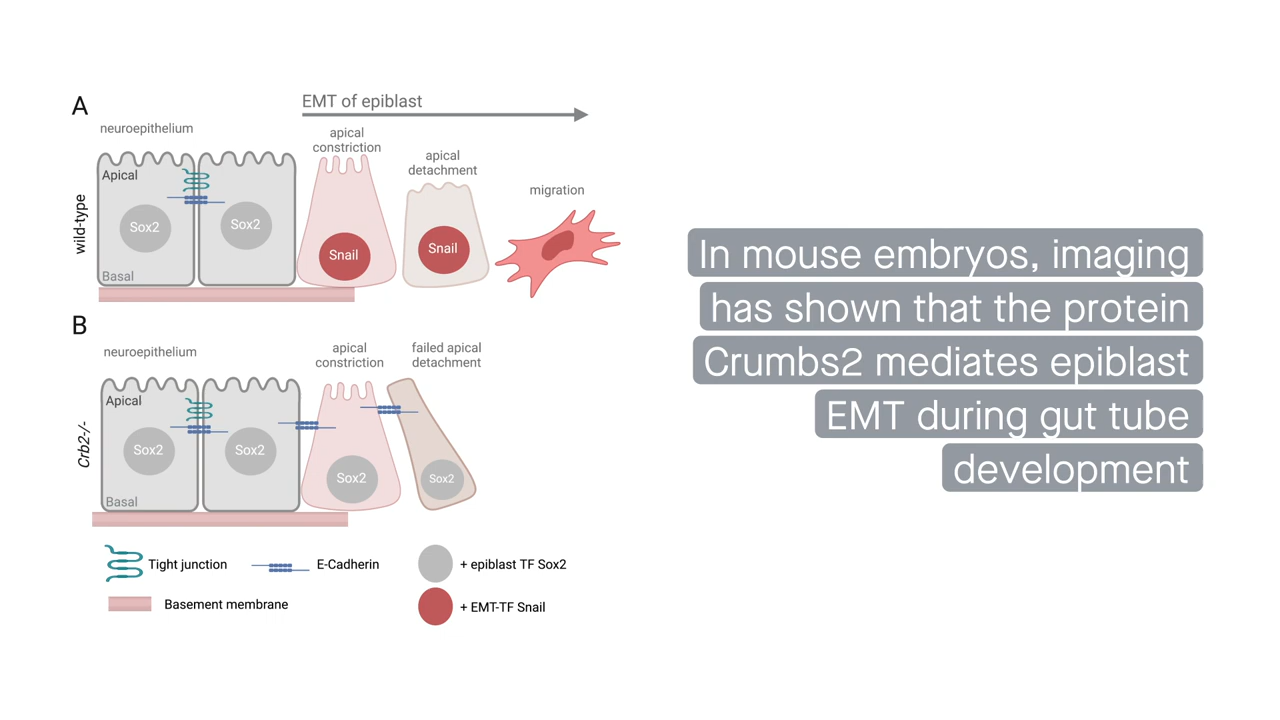 A
EMT of epiblast
neuroepithelium
apical
constriction
apical
detachment
migration
wild-type
Apical
Sox2
Sox2
Snail
Snail
Basal
B
neuroepithelium
apical
constriction
failed apical
detachment
Crb2-/-
Apical
Sox2
Sox2
Sox2
Sox2
Basal
Tight junction
E-Cadherin
+ epiblast TF Sox2
Basement membrane
+ EMT-TF Snail
In mouse embryos, imaging
has shown that the protein
Crumbs2 mediates epiblast
EMT during gut tube
development